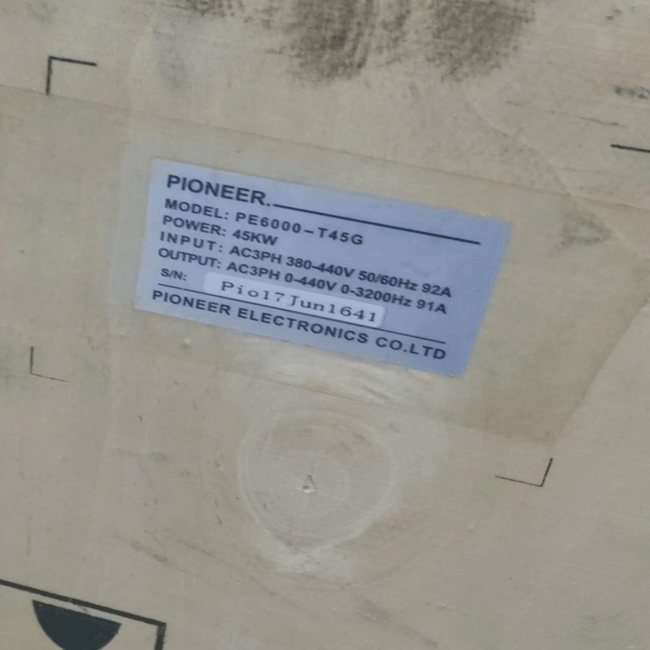 PIONEER.
MODEL: PE6000-T45G
POWER: 45KW
INPUT: AC3PH 380-440V 50/60Hz 92A
OUTPUT: AC3PH 0-440V 0-3200Hz 91A
S/N: Pio17Jun1641
PIONEER ELECTRONICS CO.LTD